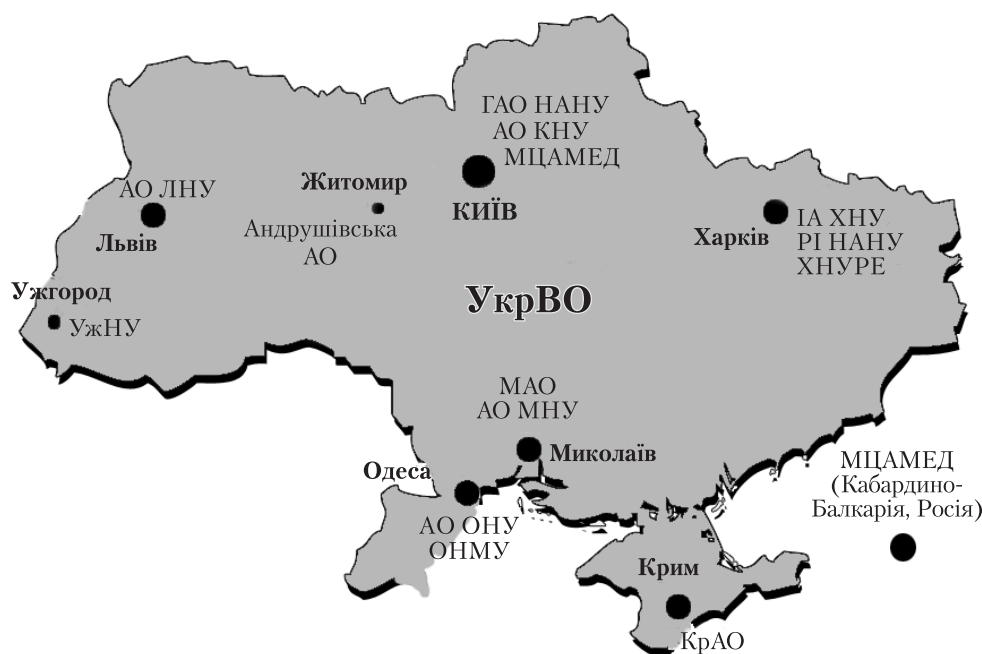 ГАО НАНУ
АО КНУ
МЦАМЕД
КИЇВ
Житомир
Андрушівська
АО
АО ЛНУ
Львів
Ужгород
УжНУ
Харків
ІА ХНУ
РІ НАНУ
ХНУРЕ
УкрВО
МАО
АО МНУ
Миколаїв
Одеса
АО ОНУ
ОНМУ
МЦАМЕД
(Кабардино-
Балкарія, Росія)
Крим
КрАО